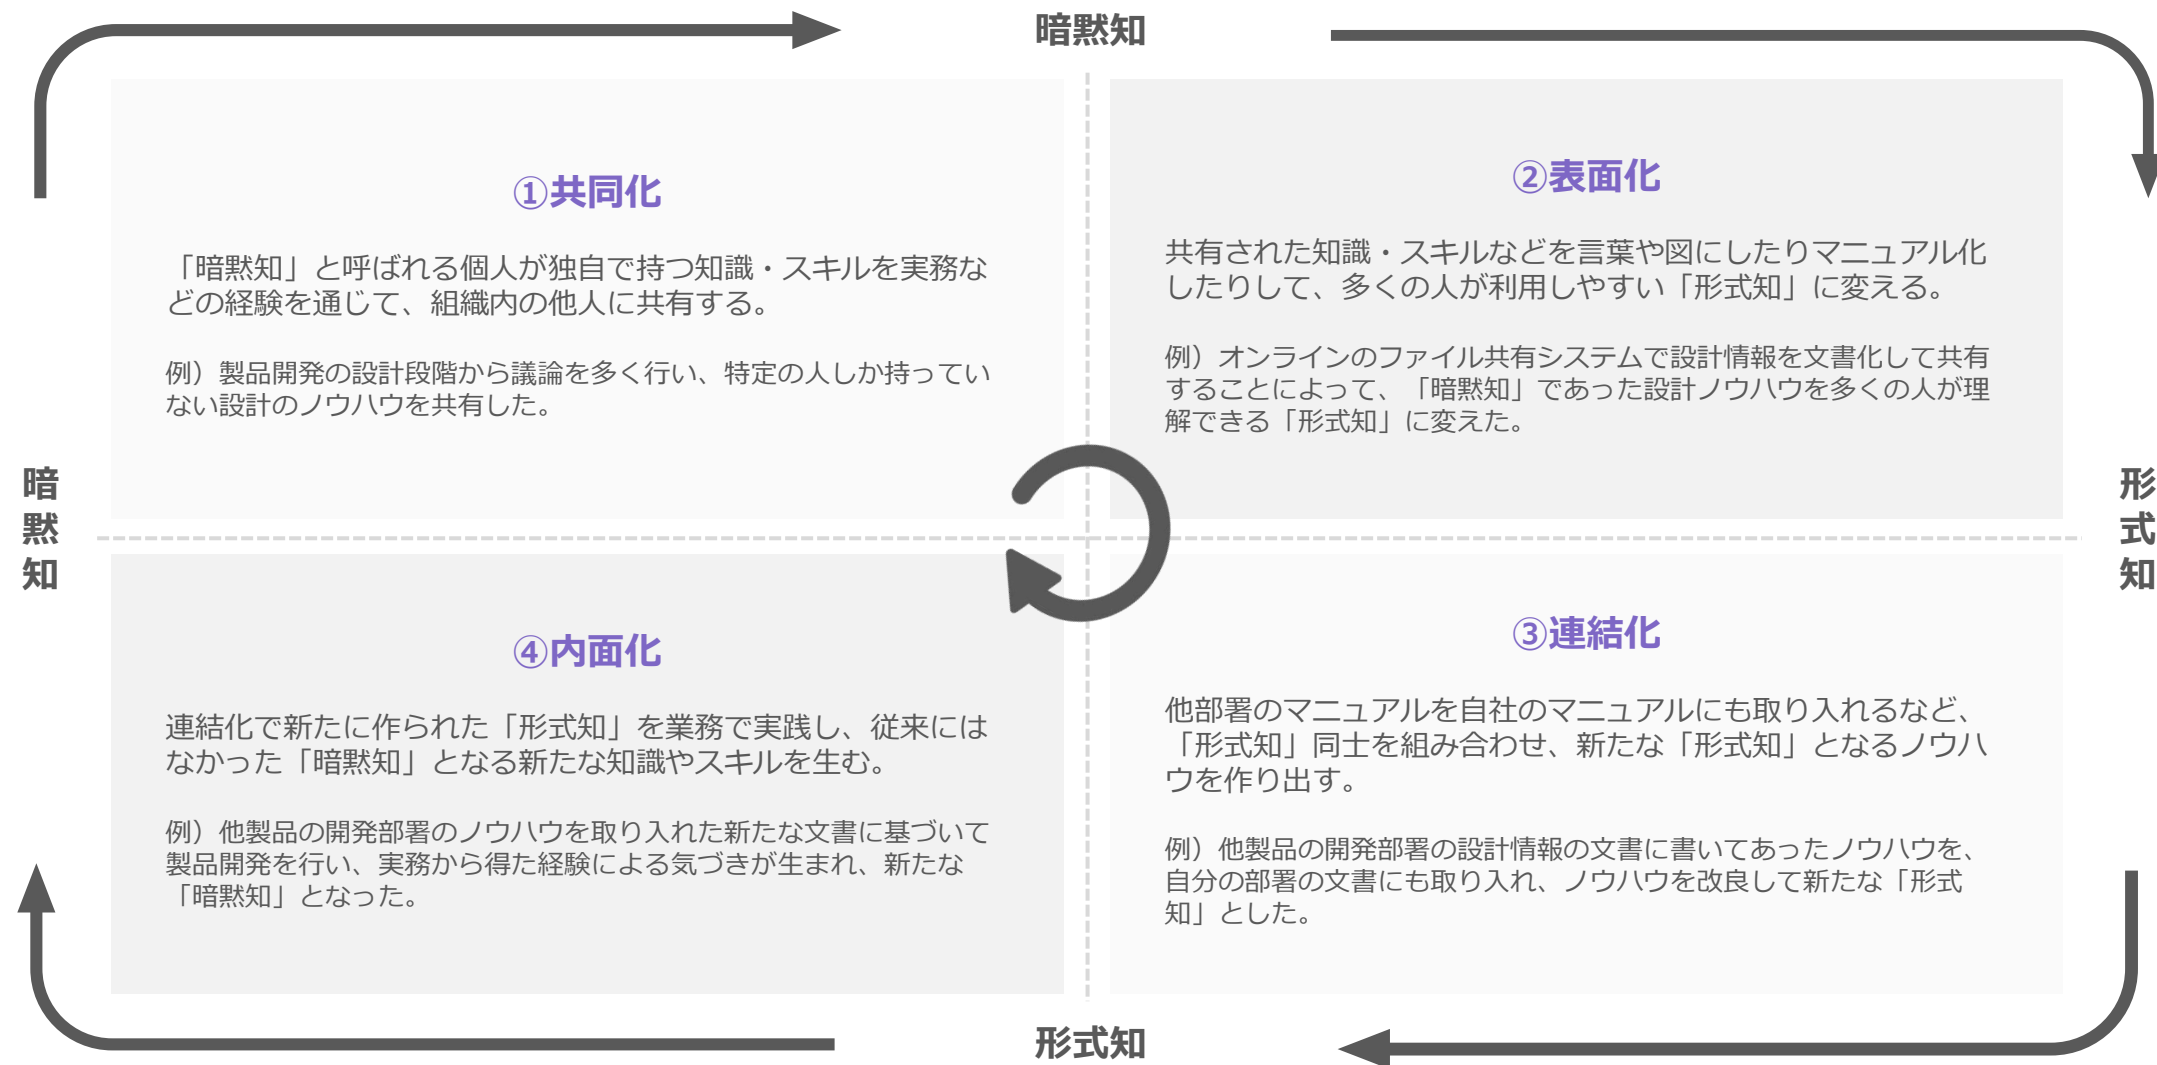 暗黙知
①共同化
「暗黙知」と呼ばれる個人が独自で持つ知識・スキルを実務な
どの経験を通じて、組織内の他人に共有する。
例）製品開発の設計段階から議論を多く行い、特定の人しか持ってい
ない設計のノウハウを共有した。
②表面化
共有された知識・スキルなどを言葉や図にしたりマニュアル化
したりして、多くの人が利用しやすい「形式知」に変える。
例）オンラインのファイル共有システムで設計情報を文書化して共有
することによって、「暗黙知」であった設計ノウハウを多くの人が理
解できる「形式知」に変えた。
暗黙知
形式知
④内面化
連結化で新たに作られた「形式知」を業務で実践し、従来には
なかった「暗黙知」となる新たな知識やスキルを生む。
例）他製品の開発部署のノウハウを取り入れた新たな文書に基づいて
製品開発を行い、実務から得た経験による気づきが生まれ、新たな
「暗黙知」となった。
③連結化
他部署のマニュアルを自社のマニュアルにも取り入れるなど、
「形式知」同士を組み合わせ、新たな「形式知」となるノウハ
ウを作り出す。
例）他製品の開発部署の設計情報の文書に書いてあったノウハウを、
自分の部署の文書にも取り入れ、ノウハウを改良して新たな「形式
知」とした。
形式知